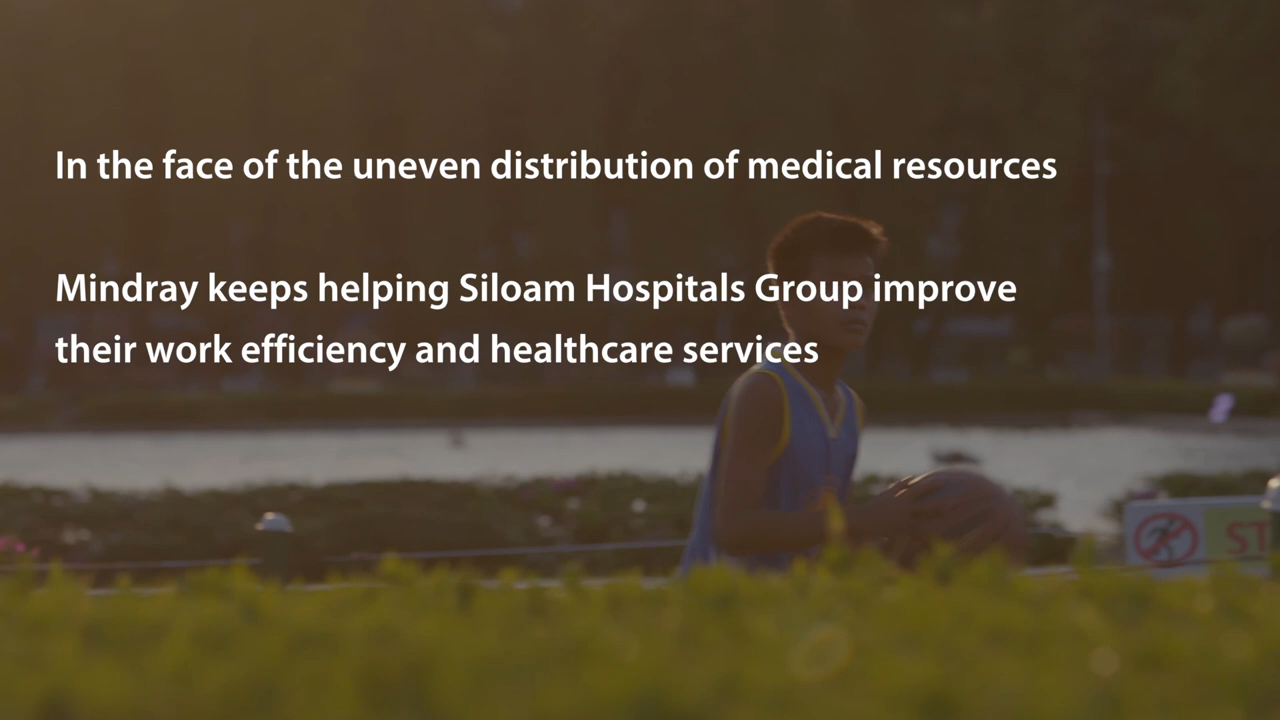 In the face of the uneven distribution of medical resources
Mindray keeps helping Siloam Hospitals Group improve
their work efficiency and healthcare services
ST